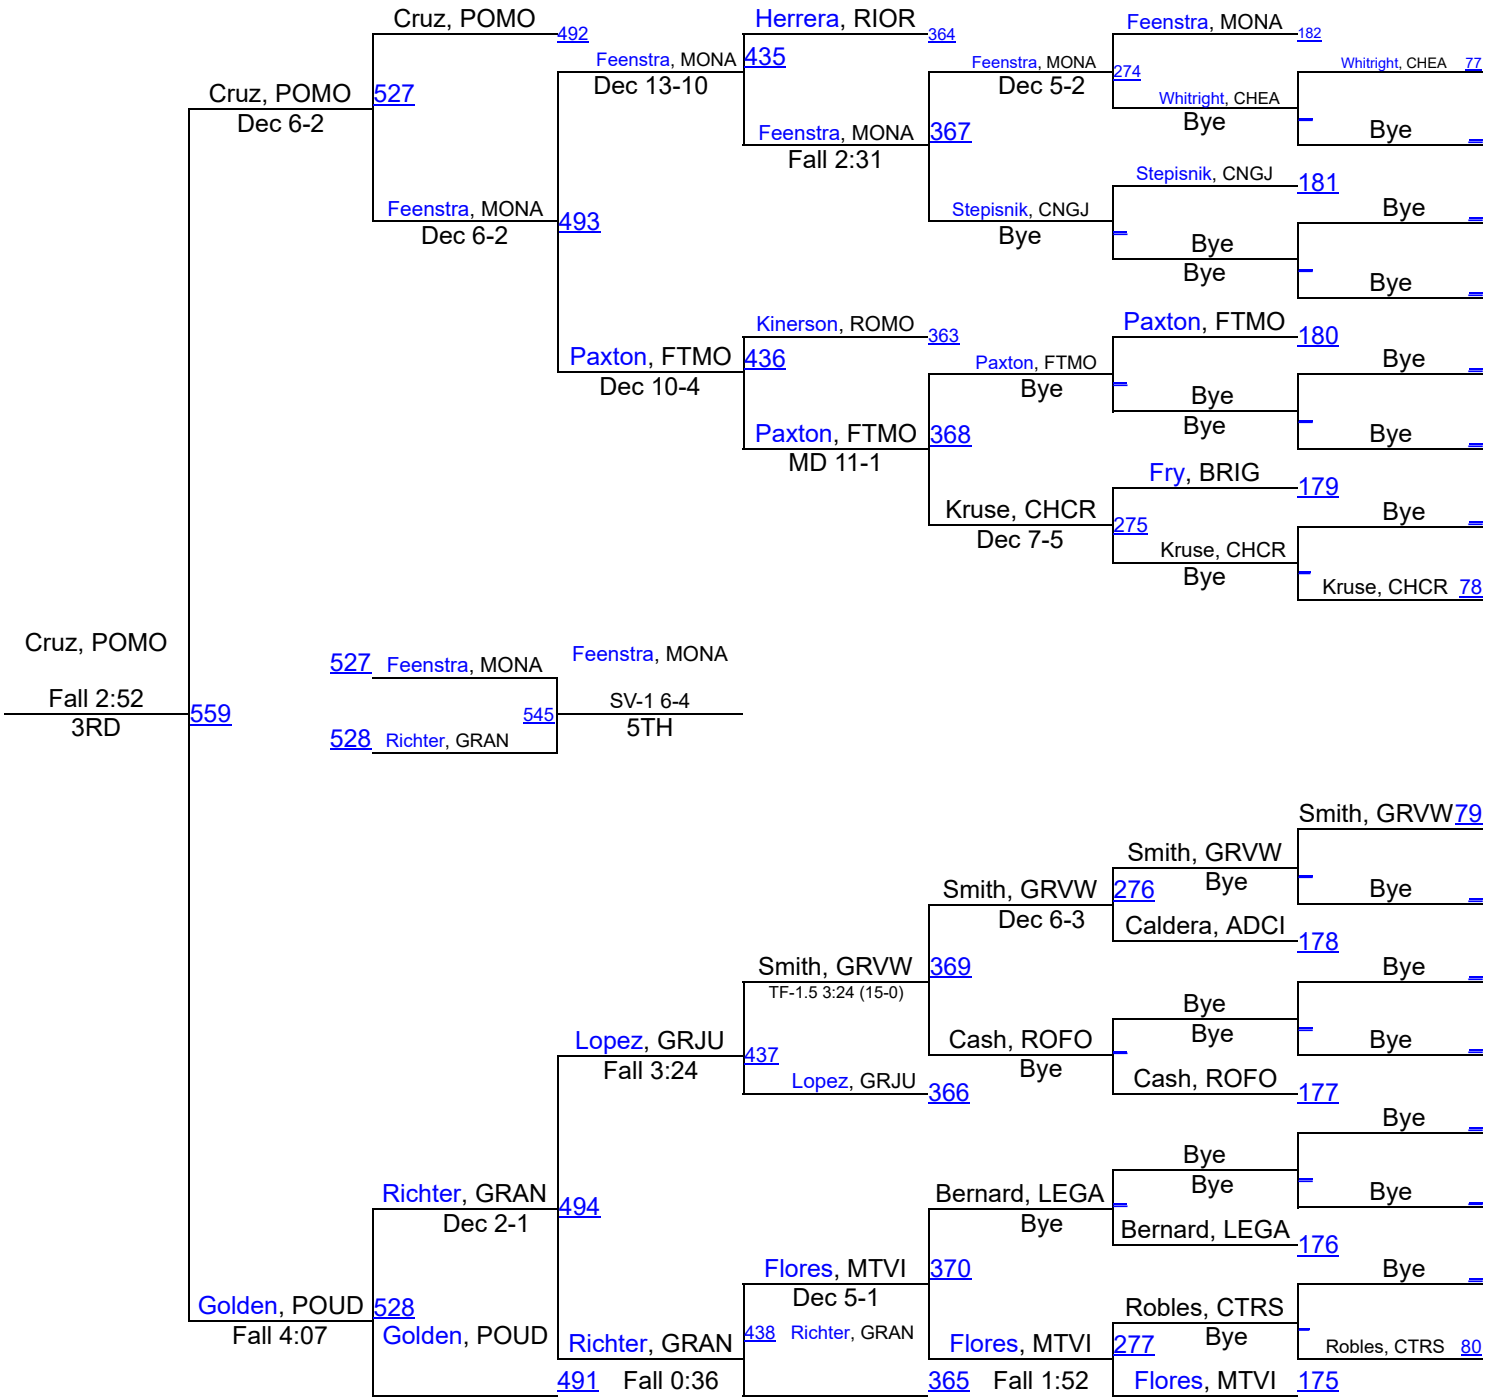 Cruz, POMO
492
Herrera, RIOR
364
Feenstra, MONA
182
Feenstra, MONA
435
Dec 13-10
Feenstra, MONA
274
Dec 5-2
Whitright, CHEA 77
Cruz, POMO
527
Dec 6-2
Whitright, CHEA
Bye
Bye
Feenstra, MONA
367
Fall 2:31
Stepisnik, CNGJ
181
Feenstra, MONA
493
Dec 6-2
Stepisnik, CNGJ
Bye
Bye
Bye
Bye
Bye
Kinerson, ROMO
363
Paxton, FTMO
180
Paxton, FTMO
436
Dec 10-4
Paxton, FTMO
Bye
Bye
Bye
Bye
Bye
Paxton, FTMO
368
MD 11-1
Fry, BRIG
179
Kruse, CHCR
275
Dec 7-5
Bye
Kruse, CHCR
Bye
Kruse, CHCR 78
Cruz, POMO
Fall 2:52
559
3RD
527 Feenstra, MONA
Feenstra, MONA
545
SV-1 6-4
5TH
528 Richter, GRAN
Smith, GRVW 79
Smith, GRVW
Bye
Smith, GRVW
276
Dec 6-3
Bye
Caldera, ADCI
178
Smith, GRVW
369
TF-1.5 3:24 (15-0)
Bye
Bye
Bye
Lopez, GRJU
437
Fall 3:24
Cash, ROFO
Bye
Bye
Lopez, GRJU
366
Cash, ROFO
177
Bye
Bye
Bye
Richter, GRAN
494
Dec 2-1
Bernard, LEGA
Bye
Bye
Bernard, LEGA
176
Flores, MTVI
370
Dec 5-1
Bye
Golden, POUD
528
Fall 4:07
Golden, POUD
491
Richter, GRAN
438
Fall 0:36
Richter, GRAN
365
Flores, MTVI
277
Fall 1:52
Robles, CTRS
Bye
Robles, CTRS 80
Flores, MTVI
175